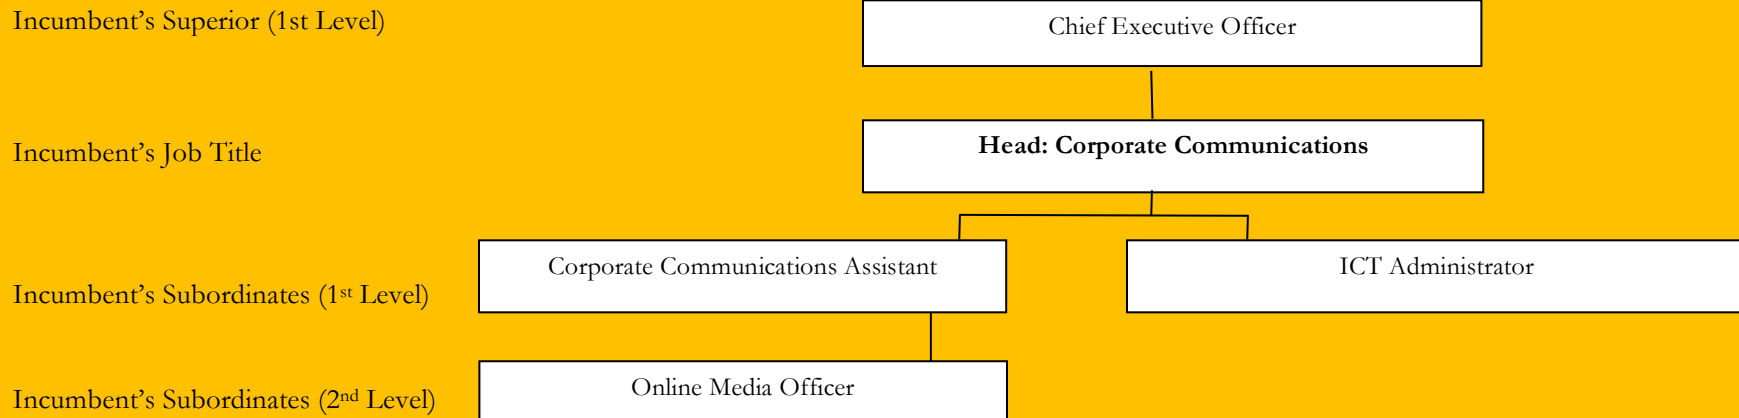 Incumbent’s Superior (1st Level)
Chief Executive Officer
Incumbent’s Job Title
Head: Corporate Communications
Incumbent’s Subordinates (1st Level)
Corporate Communications Assistant
ICT Administrator
Incumbent’s Subordinates (2nd Level)
Online Media Officer